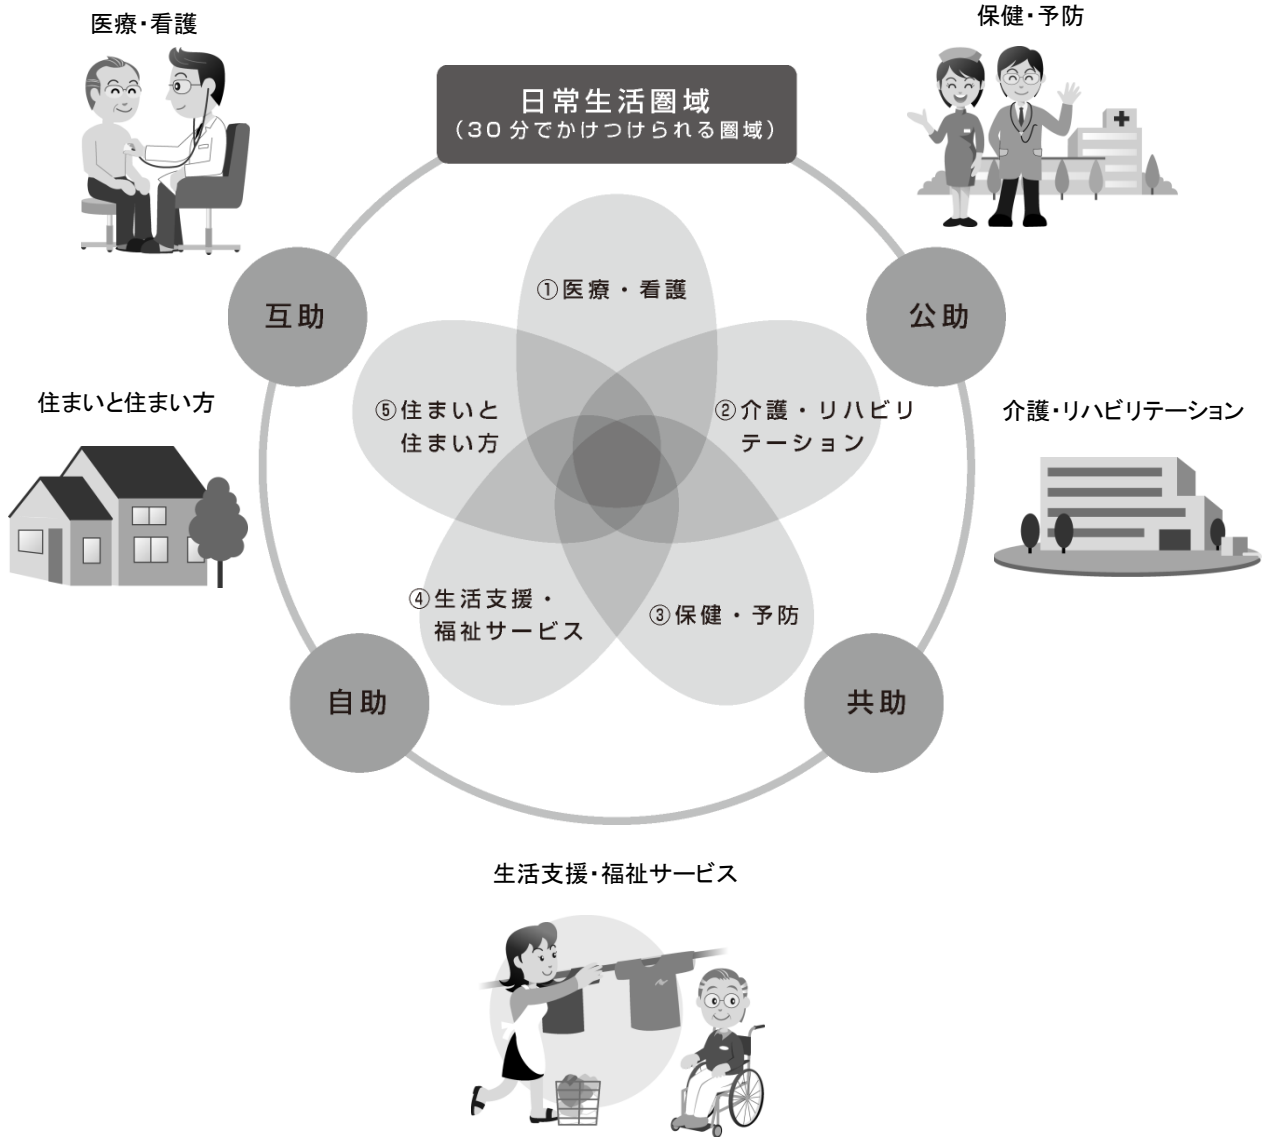 医療・看護
保健・予防
日常生活圏域
（30分でかけつけられる圏域）
①医療・看護
互助
公助
住まいと住まい方
介護・リハビリテーション
⑤住まいと
住まい方
②介護・リハビリ
テーション
④生活支援・
福祉サービス
③保健・予防
自助
共助
生活支援・福祉サービス